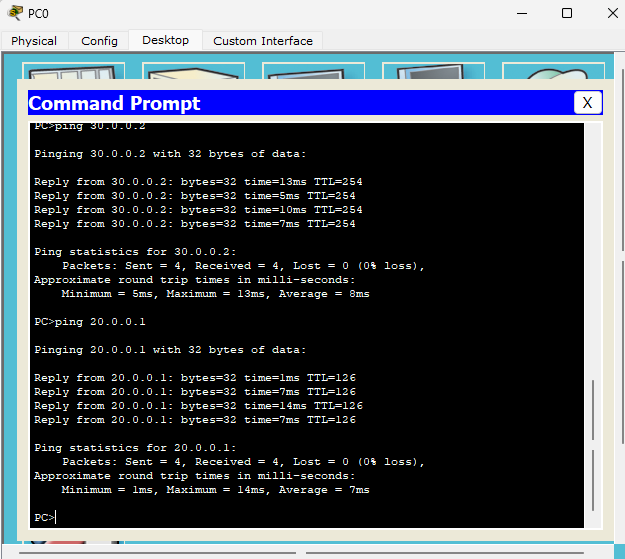 PC0
Physical Config Desktop Custom Interface
Command Prompt X
PC>ping 30.0.0.2
Pinging 30.0.0.2 with 32 bytes of data:
Reply from 30.0.0.2: bytes=32 time=13ms TTL=254
Reply from 30.0.0.2: bytes=32 time=5ms TTL=254
Reply from 30.0.0.2: bytes=32 time=10ms TTL=254
Reply from 30.0.0.2: bytes=32 time=7ms TTL=254
Ping statistics for 30.0.0.2:
Packets: Sent = 4, Received = 4, Lost = 0 (0% loss),
Approximate round trip times in milli-seconds:
Minimum = 5ms, Maximum = 13ms, Average = 8ms
PC>ping 20.0.0.1
Pinging 20.0.0.1 with 32 bytes of data:
Reply from 20.0.0.1: bytes=32 time=1ms TTL=126
Reply from 20.0.0.1: bytes=32 time=7ms TTL=126
Reply from 20.0.0.1: bytes=32 time=14ms TTL=126
Reply from 20.0.0.1: bytes=32 time=7ms TTL=126
Ping statistics for 20.0.0.1:
Packets: Sent = 4, Received = 4, Lost = 0 (0% loss),
Approximate round trip times in milli-seconds:
Minimum = 1ms, Maximum = 14ms, Average = 7ms
PC>